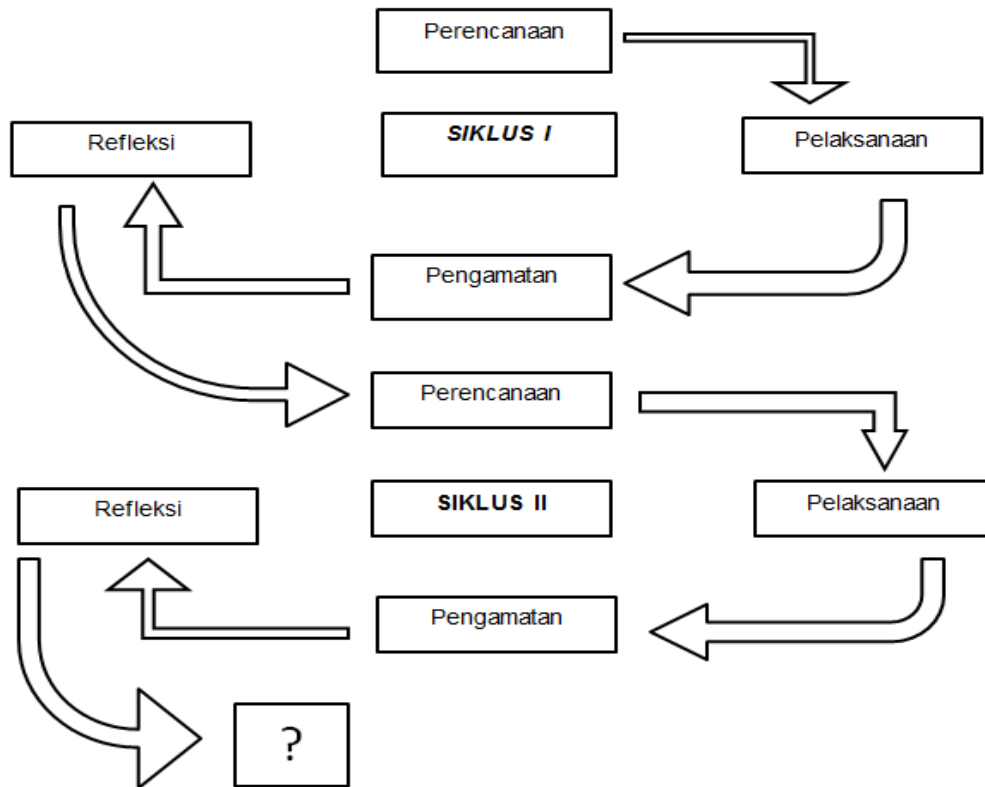 Perencanaan
Refleksi
SIKLUS I
Pelaksanaan
Pengamatan
Perencanaan
Refleksi
SIKLUS II
Pelaksanaan
Pengamatan
?